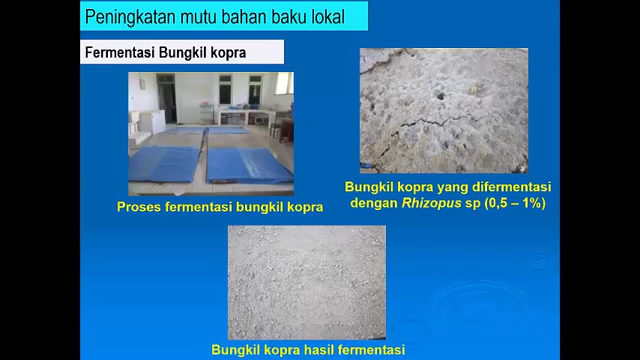 Peningkatan mutu bahan baku lokal
Fermentasi Bungkil kopra
Proses fermentasi bungkil kopra
Bungkil kopra yang difermentasi
dengan Rhizopus sp (0,5 – 1%)
Bungkil kopra hasil fermentasi